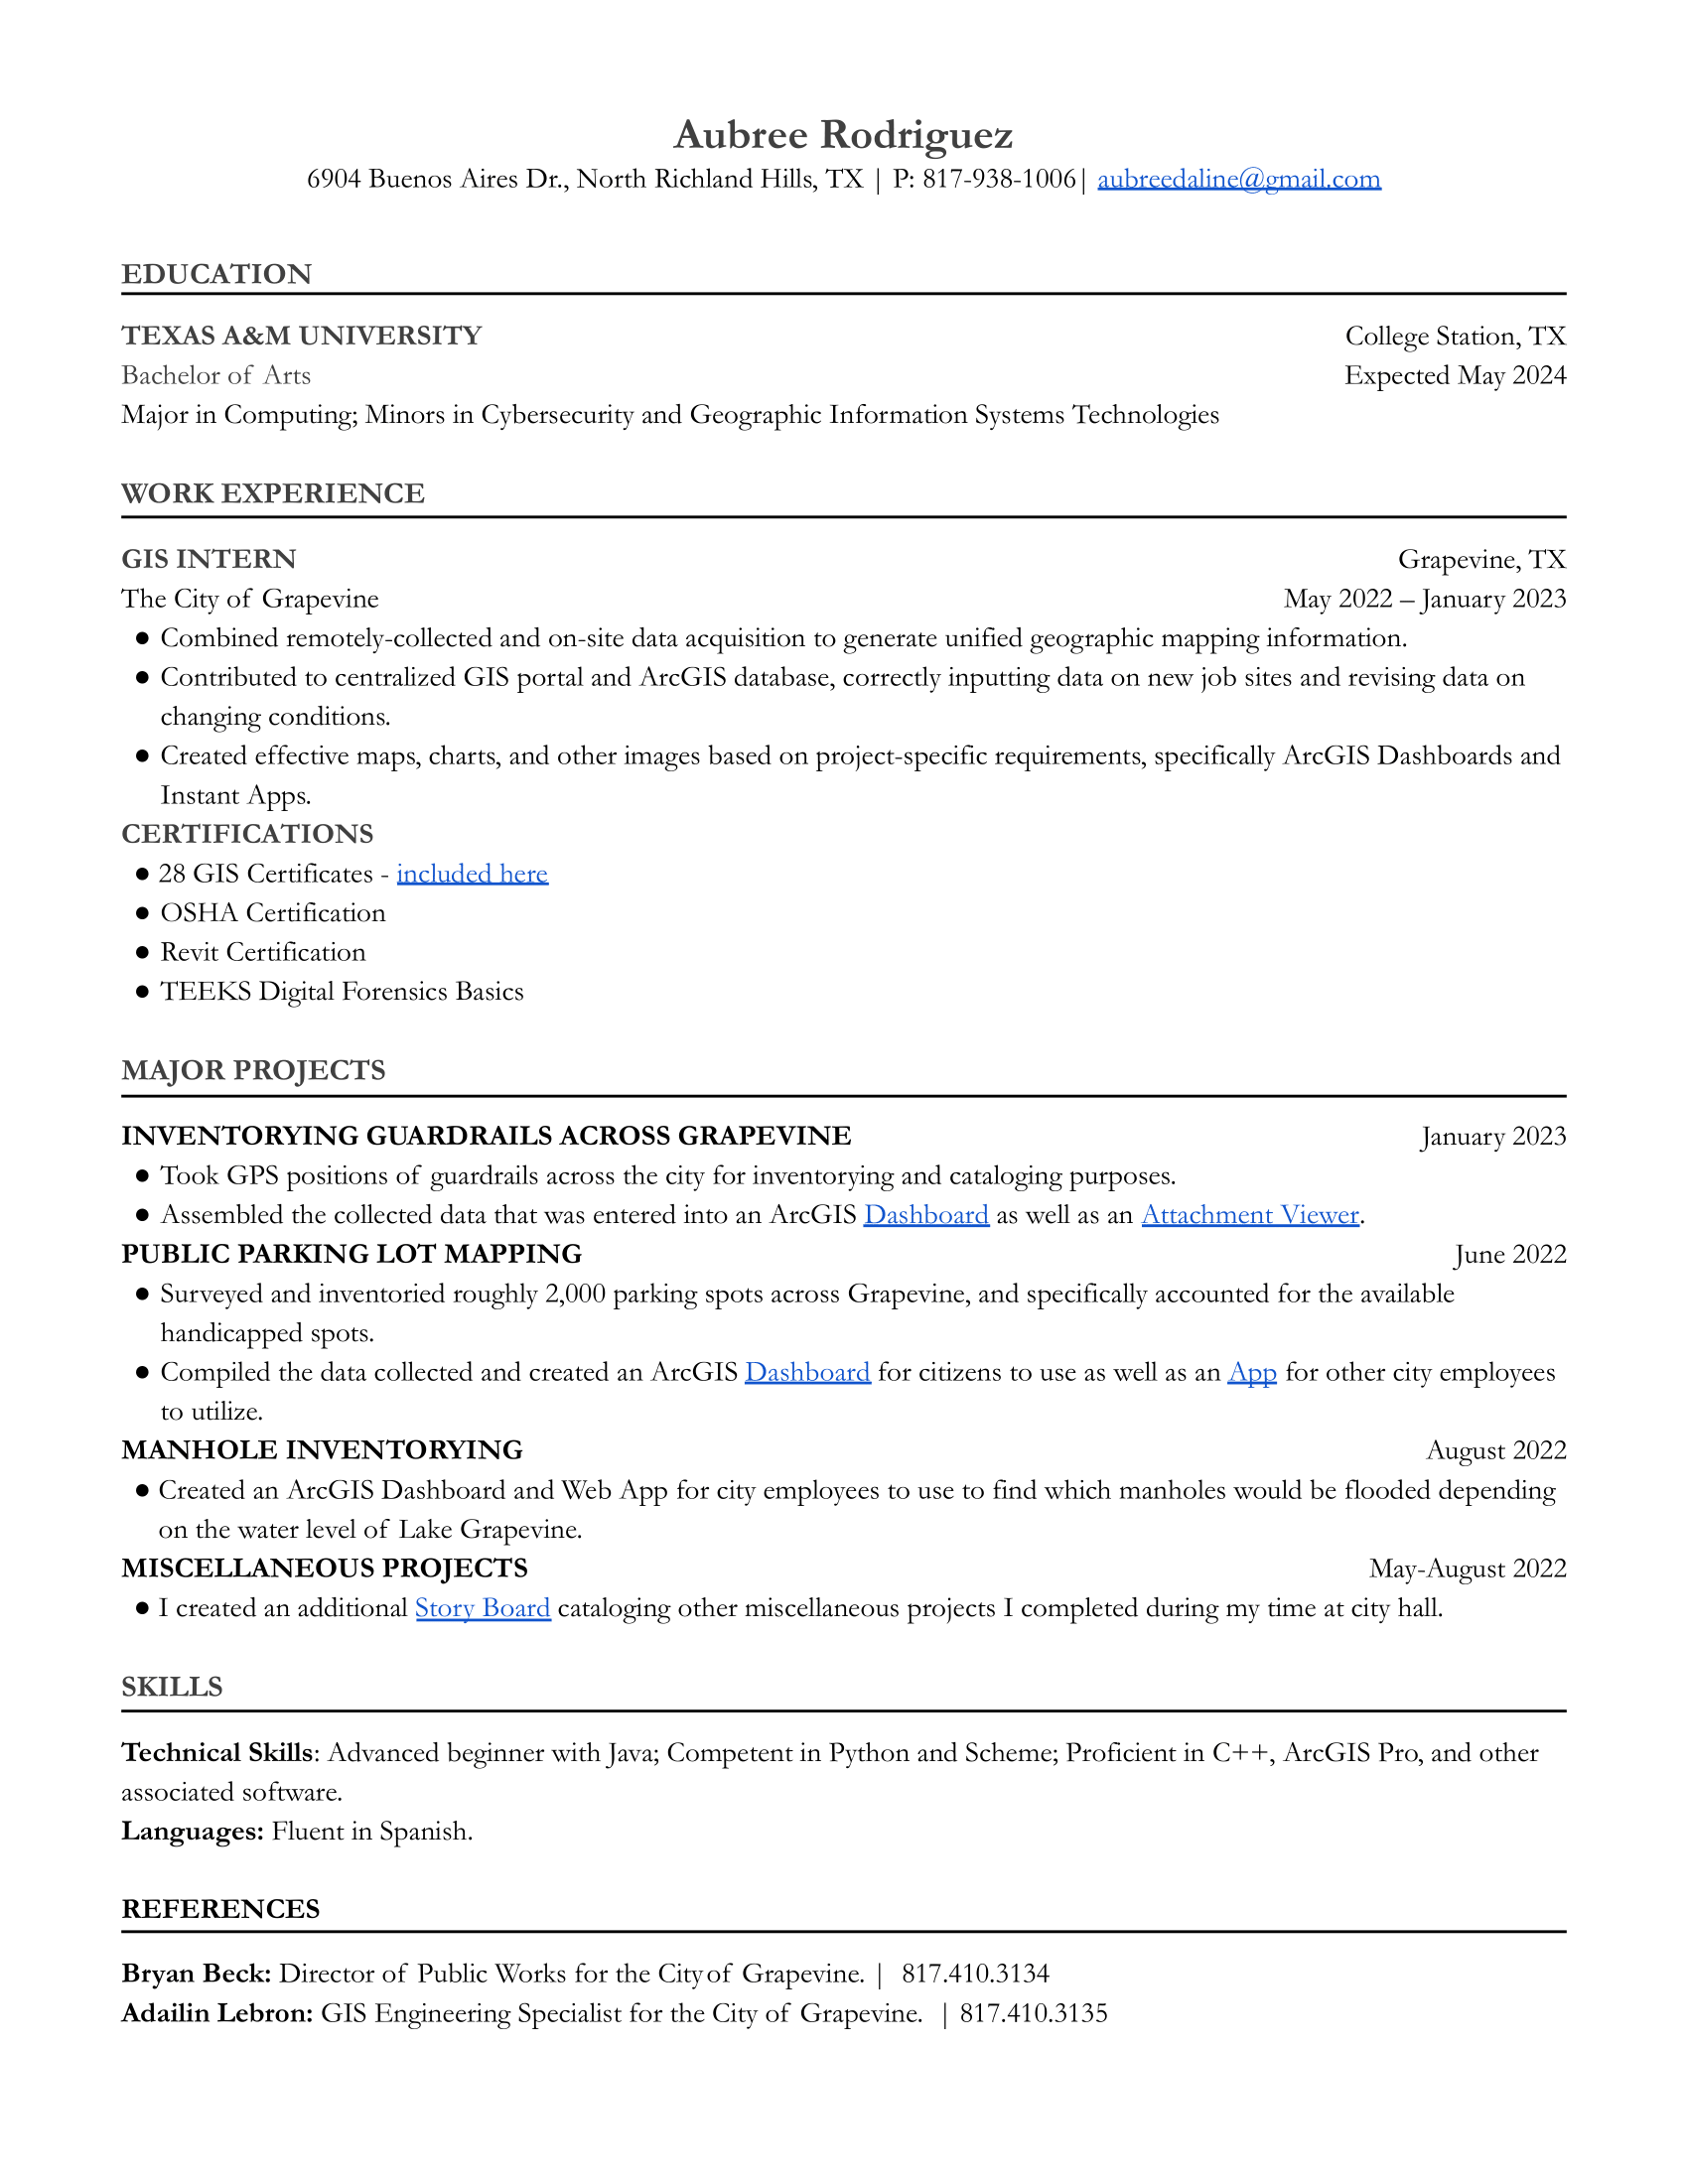 Aubree Rodriguez
6904 Buenos Aires Dr., North Richland Hills, TX | P: 817-938-1006| aubreedaline@gmail.com
EDUCATION
TEXAS A&M UNIVERSITY College Station, TX
Bachelor of Arts Expected May 2024
Major in Computing; Minors in Cybersecurity and Geographic Information Systems Technologies
WORK EXPERIENCE
GIS INTERN Grapevine, TX
The City of Grapevine May 2022 – January 2023
● Combined remotely-collected and on-site data acquisition to generate unified geographic mapping information.
● Contributed to centralized GIS portal and ArcGIS database, correctly inputting data on new job sites and revising data on
changing conditions.
● Created effective maps, charts, and other images based on project-specific requirements, specifically ArcGIS Dashboards and
Instant Apps.
CERTIFICATIONS
● 28 GIS Certificates - included here
● OSHA Certification
● Revit Certification
● TEEKS Digital Forensics Basics
MAJOR PROJECTS
INVENTORYING GUARDRAILS ACROSS GRAPEVINE January 2023
● Took GPS positions of guardrails across the city for inventorying and cataloging purposes.
● Assembled the collected data that was entered into an ArcGIS Dashboard as well as an Attachment Viewer.
PUBLIC PARKING LOT MAPPING June 2022
● Surveyed and inventoried roughly 2,000 parking spots across Grapevine, and specifically accounted for the available
handicapped spots.
● Compiled the data collected and created an ArcGIS Dashboard for citizens to use as well as an App for other city employees
to utilize.
MANHOLE INVENTORYING August 2022
● Created an ArcGIS Dashboard and Web App for city employees to use to find which manholes would be flooded depending
on the water level of Lake Grapevine.
MISCELLANEOUS PROJECTS May-August 2022
● I created an additional Story Board cataloging other miscellaneous projects I completed during my time at city hall.
SKILLS
Technical Skills: Advanced beginner with Java; Competent in Python and Scheme; Proficient in C++, ArcGIS Pro, and other
associated software.
Languages: Fluent in Spanish.
REFERENCES
Bryan Beck: Director of Public Works for the City of Grapevine. | 817.410.3134
Adailin Lebron: GIS Engineering Specialist for the City of Grapevine. | 817.410.3135